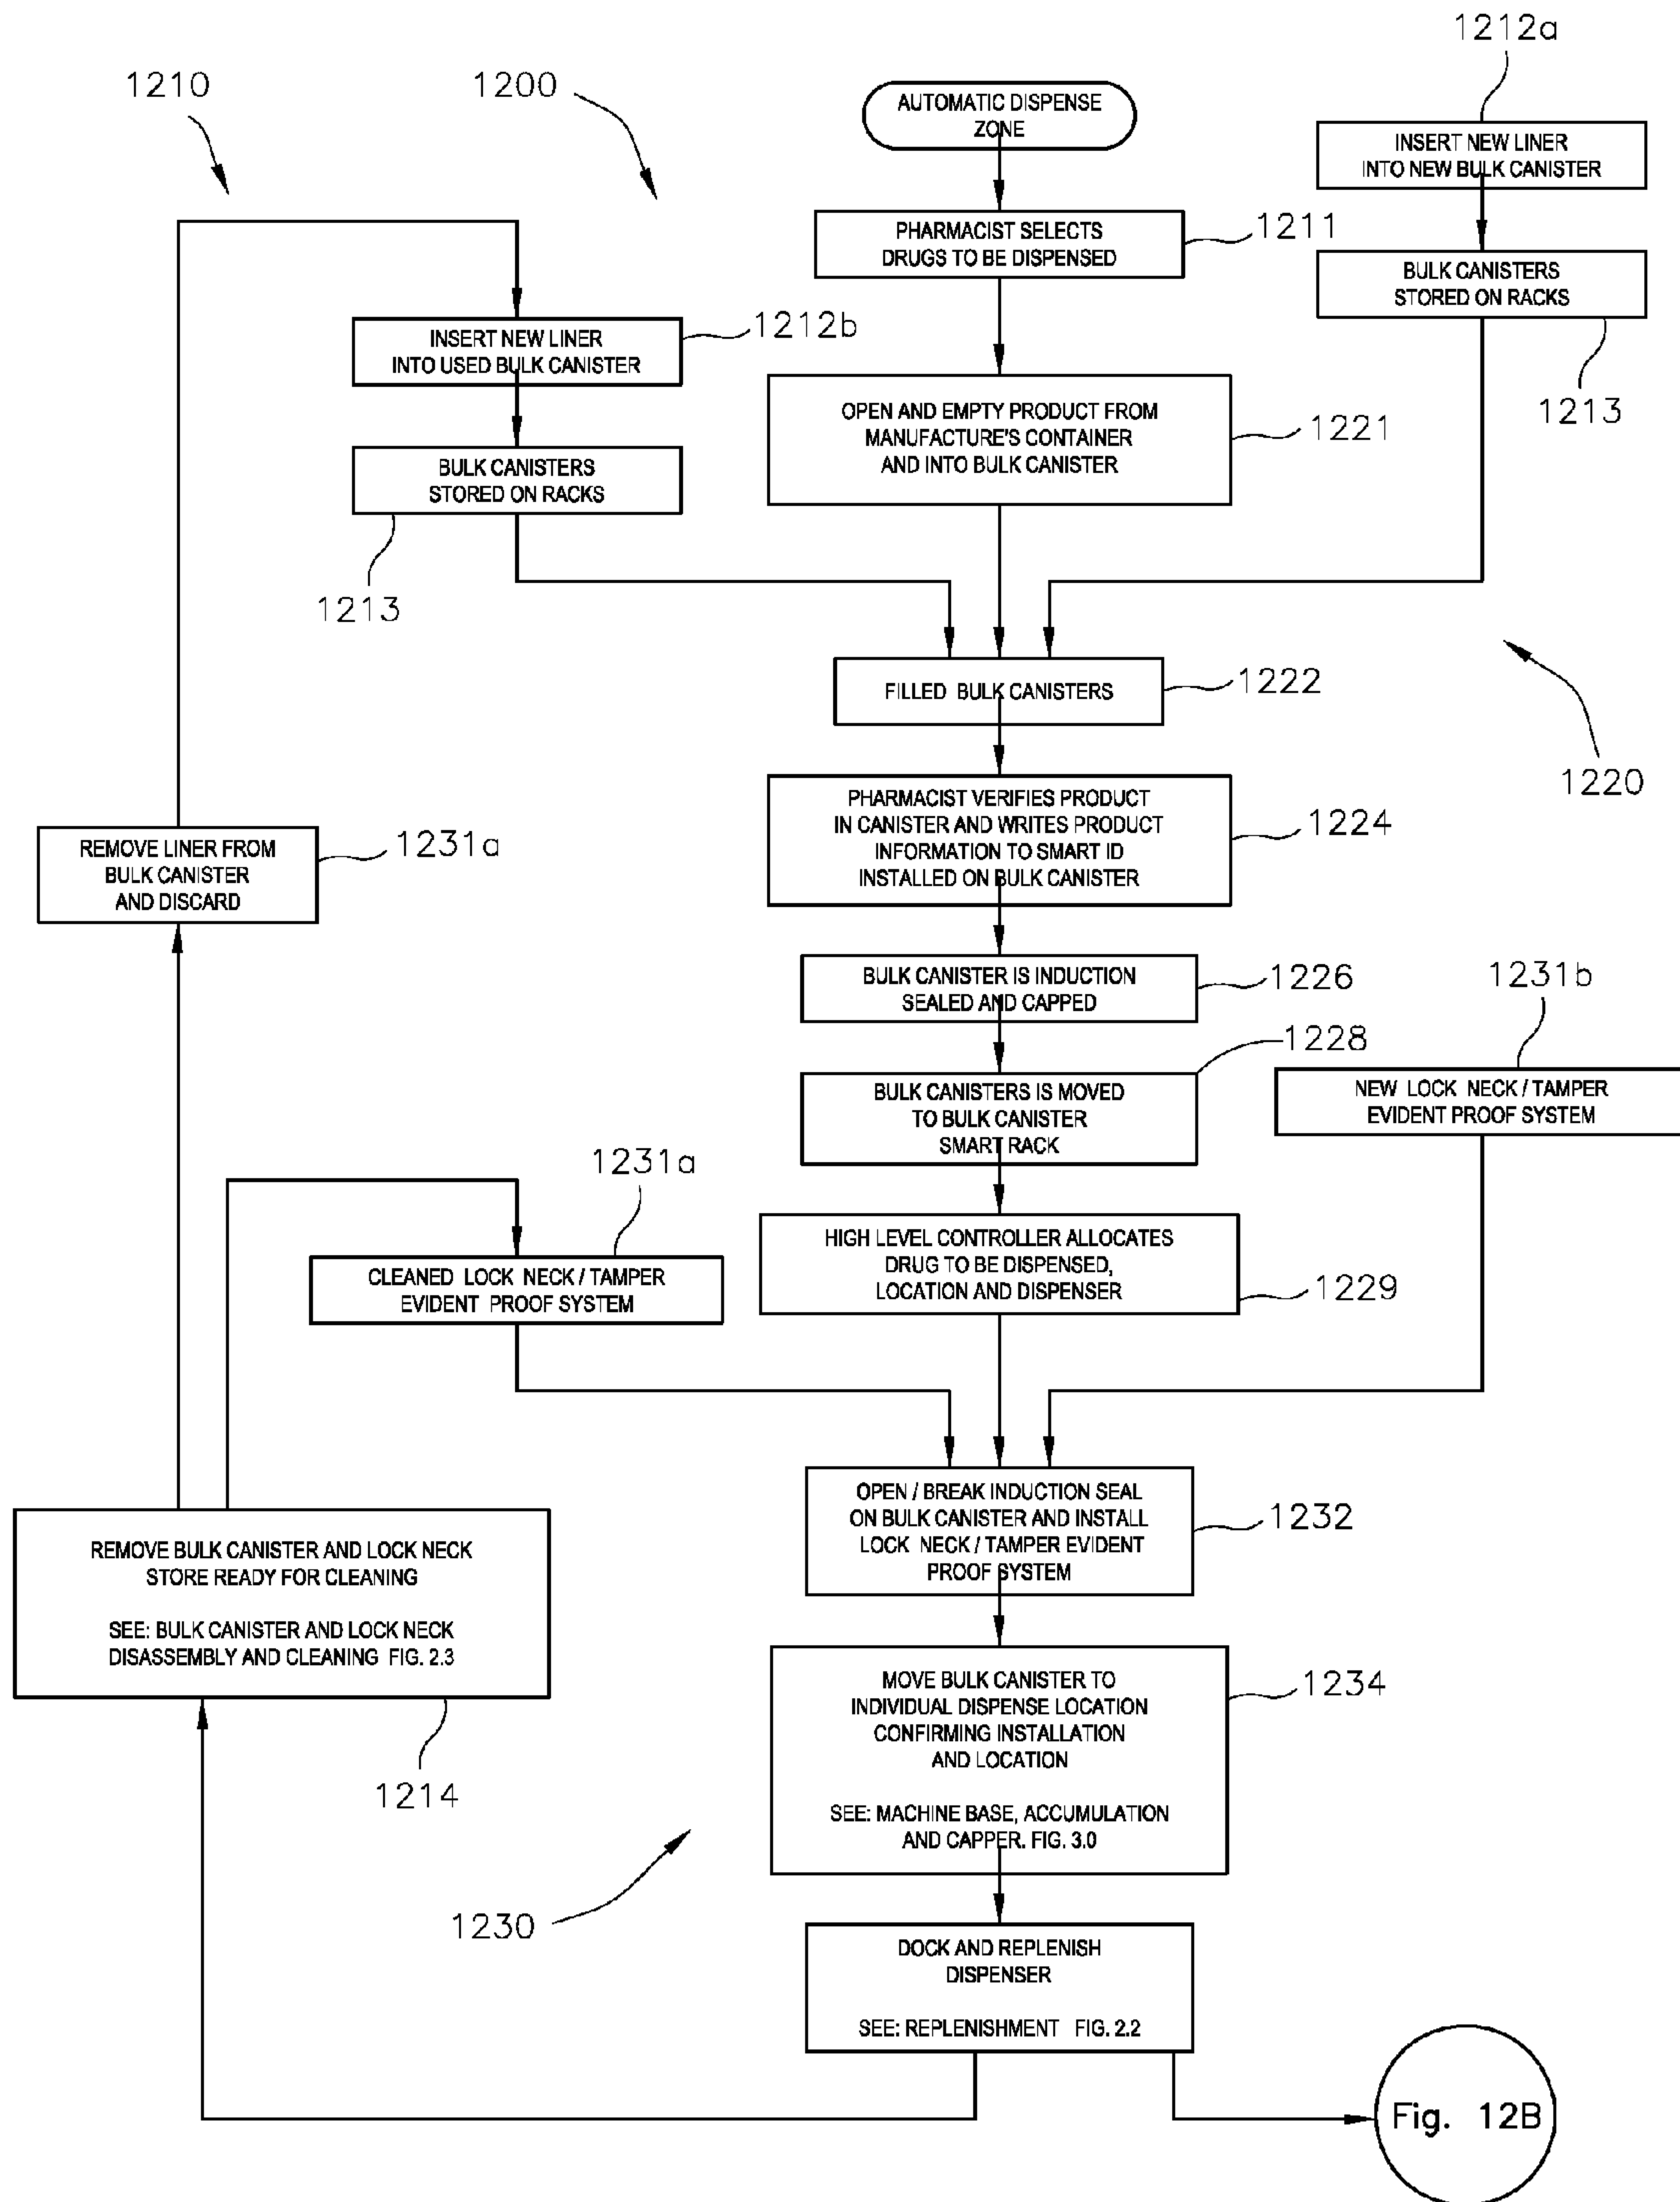 1212a
1210
1200
AUTOMATIC DISPENSE
ZONE
INSERT NEW LINER
INTO NEW BULK CANISTER
PHARMACIST SELECTS
DRUGS TO BE DISPENSED
1211
BULK CANISTERS
STORED ON RACKS
1213
INSERT NEW LINER
INTO USED BULK CANISTER
1212b
OPEN AND EMPTY PRODUCT FROM
MANUFACTURE'S CONTAINER
AND INTO BULK CANISTER
1221
BULK CANISTERS
STORED ON RACKS
1213
FILLED BULK CANISTERS
1222
1220
PHARMACIST VERIFIES PRODUCT
IN CANISTER AND WRITES PRODUCT
INFORMATION TO SMART ID
INSTALLED ON BULK CANISTER
1224
REMOVE LINER FROM
BULK CANISTER
AND DISCARD
1231a
BULK CANISTER IS INDUCTION
SEALED AND CAPPED
1226
1231b
NEW LOCK NECK / TAMPER
EVIDENT PROOF SYSTEM
1228
BULK CANISTERS IS MOVED
TO BULK CANISTER
SMART RACK
1231a
CLEANED LOCK NECK / TAMPER
EVIDENT PROOF SYSTEM
HIGH LEVEL CONTROLLER ALLOCATES
DRUG TO BE DISPENSED,
LOCATION AND DISPENSER
1229
OPEN / BREAK INDUCTION SEAL
ON BULK CANISTER AND INSTALL
LOCK NECK / TAMPER EVIDENT
PROOF SYSTEM
1232
REMOVE BULK CANISTER AND LOCK NECK
STORE READY FOR CLEANING
SEE: BULK CANISTER AND LOCK NECK
DISASSEMBLY AND CLEANING FIG. 2.3
1214
MOVE BULK CANISTER TO
INDIVIDUAL DISPENSE LOCATION
CONFIRMING INSTALLATION
AND LOCATION
SEE: MACHINE BASE, ACCUMULATION
AND CAPPER. FIG. 3.0
1234
1230
DOCK AND REPLENISH
DISPENSER
SEE: REPLENISHMENT FIG. 2.2
Fig. 12B